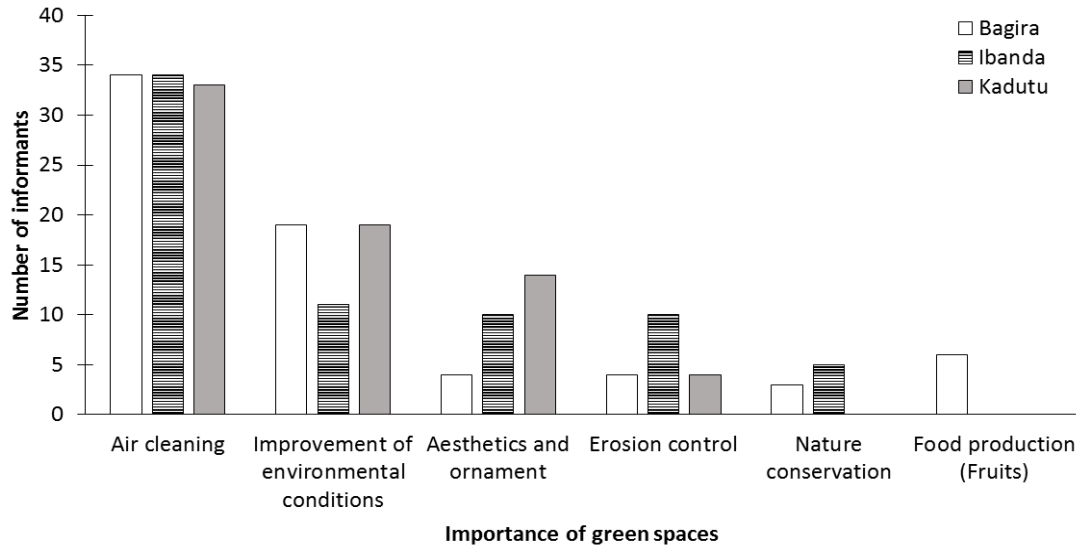 Number of informants
40
35
30
25
20
15
10
5
0
Bagira
Ibanda
Kadutu
Air cleaning
Improvement of
environmental
conditions
Aesthetics and
ornament
Erosion control
Nature
conservation
Food production
(Fruits)
Importance of green spaces